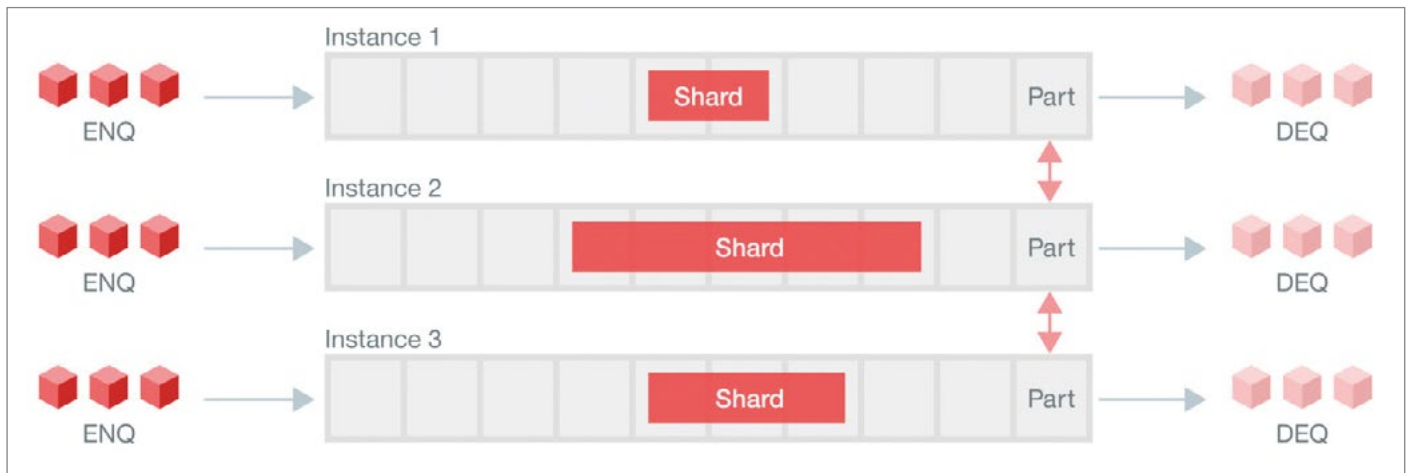 Instance 1
ENQ
Shard
Part
DEQ
Instance 2
ENQ
Shard
Part
DEQ
Instance 3
ENQ
Shard
Part
DEQ